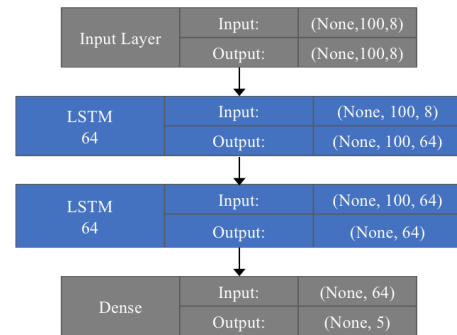 Input Layer
Input: (None,100,8)
Output: (None,100,8)
LSTM
64
Input: (None, 100, 8)
Output: (None, 100, 64)
LSTM
64
Input: (None, 100, 64)
Output: (None, 64)
Dense
Input: (None, 64)
Output: (None, 5)